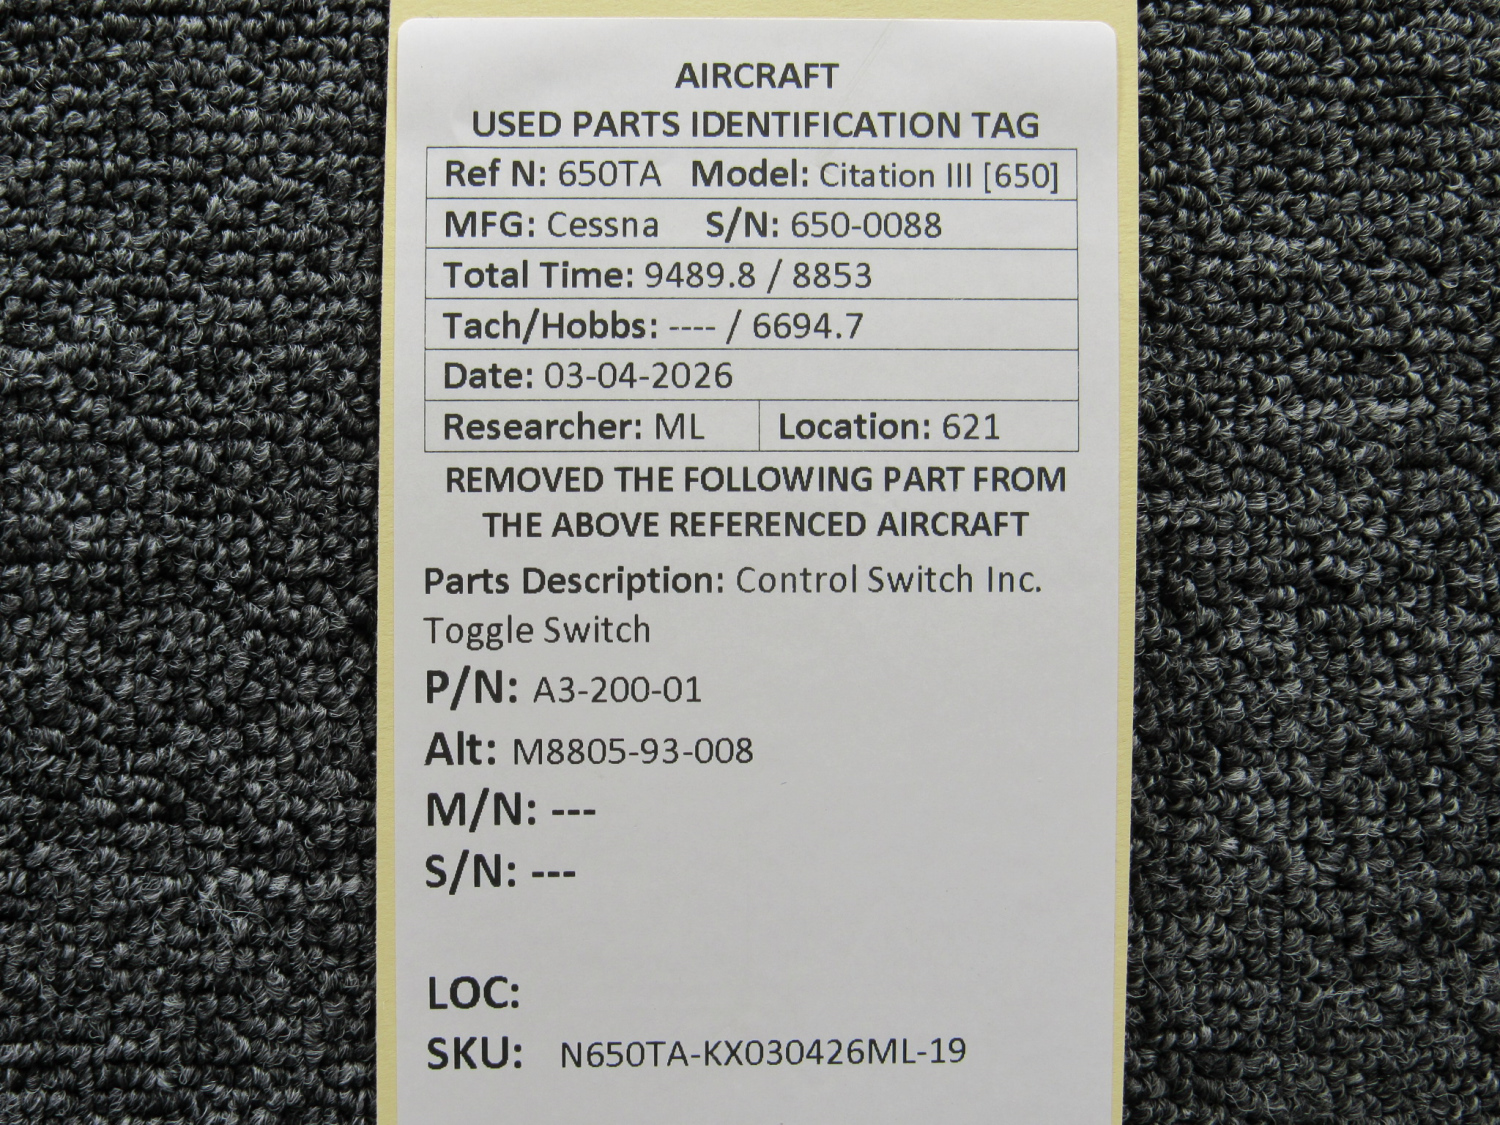 AIRCRAFT
USED PARTS IDENTIFICATION TAG
Ref N: 650TA Model: Citation III [650]
MFG: Cessna S/N: 650-0088
Total Time: 9489.8 / 8853
Tach/Hobbs: ---- / 6694.7
Date: 03-04-2026
Researcher: ML Location: 621
REMOVED THE FOLLOWING PART FROM
THE ABOVE REFERENCED AIRCRAFT
Parts Description: Control Switch Inc.
Toggle Switch
P/N: A3-200-01
Alt: M8805-93-008
M/N: ---
S/N: ---
LOC:
SKU: N650TA-KX030426ML-19